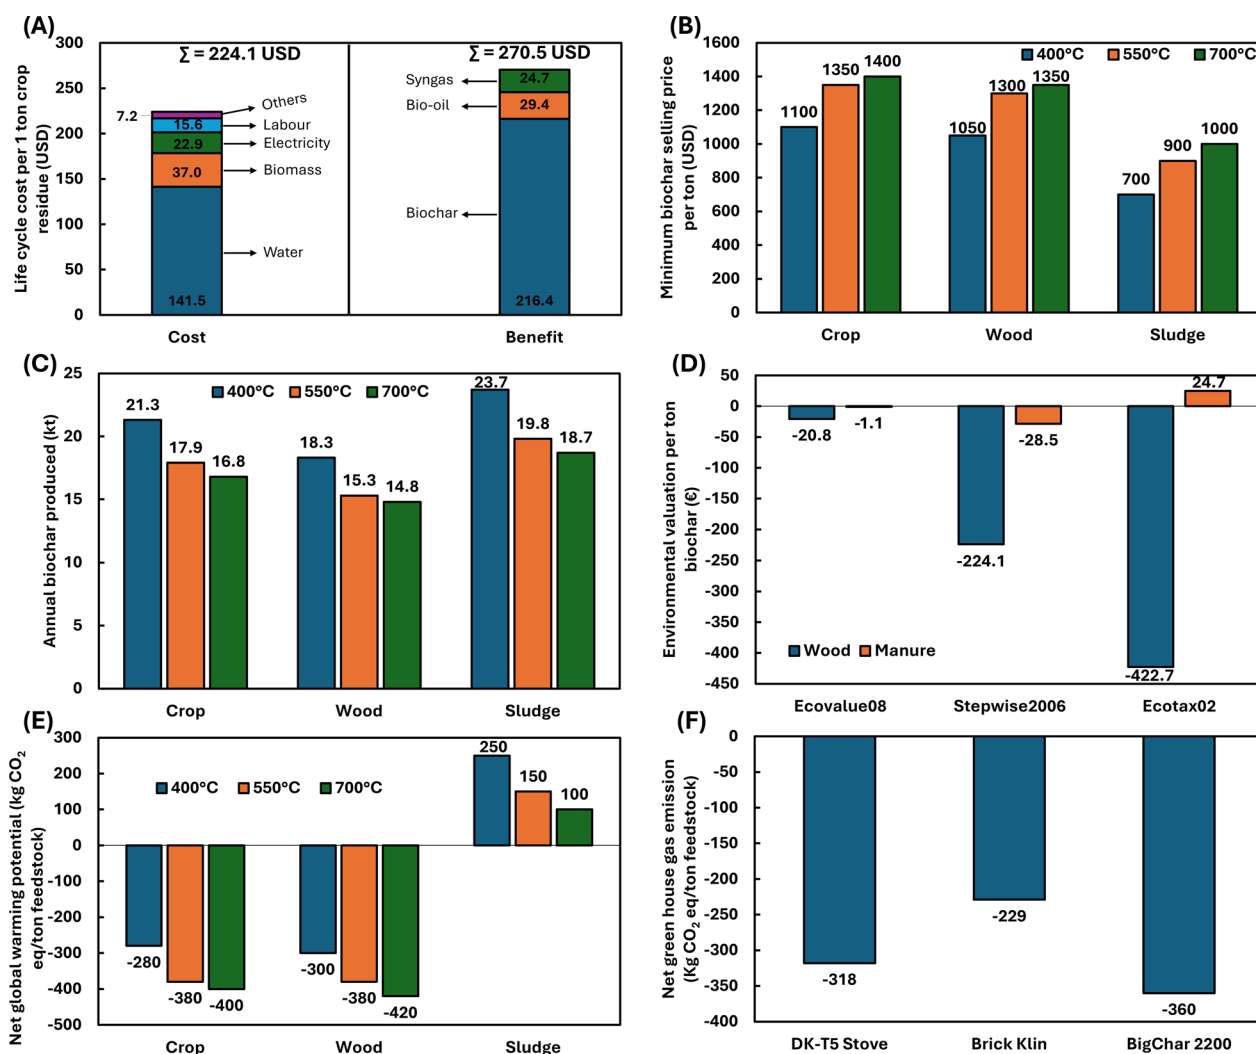 (A)
Life cycle cost per 1 ton crop
residue (USD)
300
250
200
150
100
50
0
∑ = 224.1 USD
∑ = 270.5 USD
7.2
15.6
22.9
37.0
141.5
Others
Labour
Electricity
Biomass
Water
Syngas
Bio-oil
Biochar
24.7
29.4
216.4
Cost
Benefit
(B)
Minimum biochar selling price
per ton (USD)
1600
1400
1200
1000
800
600
400
200
0
400°C 550°C 700°C
1100 1350 1400
1050 1300 1350
700 900 1000
Crop
Wood
Sludge
(C)
Annual biochar produced (kt)
25
20
15
10
5
0
400°C 550°C 700°C
21.3 17.9 16.8
18.3 15.3 14.8
23.7 19.8 18.7
Crop
Wood
Sludge
(D)
Environmental valuation per ton
biochar (€)
50
0
-50
-100
-150
-200
-250
-300
-350
-400
-450
-20.8 -1.1
-224.1 -28.5
-422.7 24.7
Wood Manure
Ecovalue08
Stepwise2006
Ecotax02
(E)
Net global warming potential (kg CO2
eq/ton feedstock)
300
200
100
0
-100
-200
-300
-400
-500
400°C 550°C 700°C
-280 -380 -400
-300 -380 -420
250 150 100
Crop
Wood
Sludge
(F)
Net green house gas emission
(Kg CO2 eq/ton feedstock)
0
-50
-100
-150
-200
-250
-300
-350
-400
-318
-229
-360
DK-T5 Stove
Brick Klin
BigChar 2200